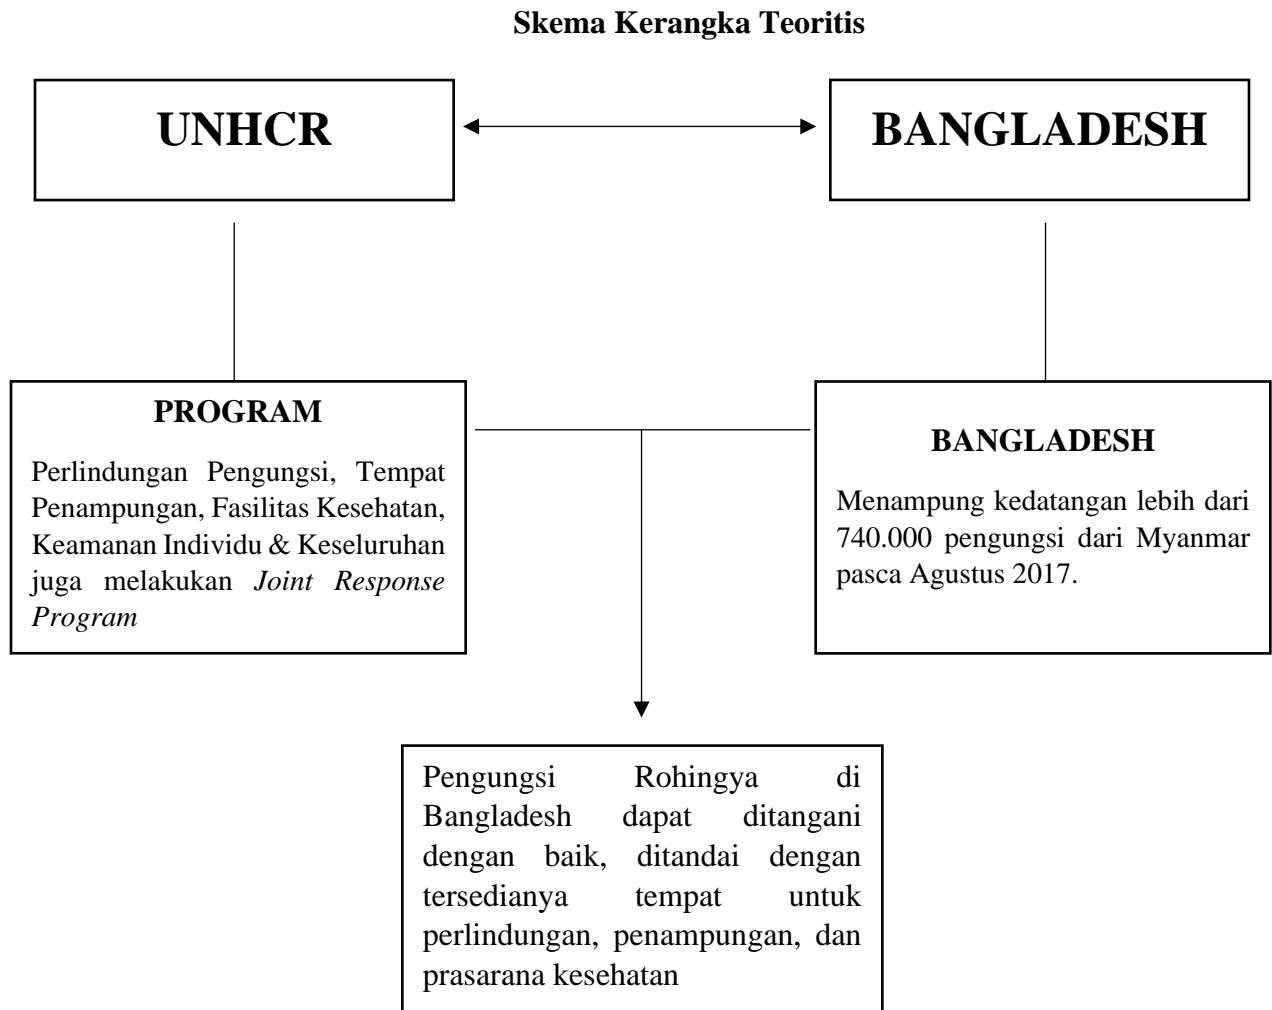 Skema Kerangka Teoritis
UNHCR
BANGLADESH
PROGRAM
Perlindungan Pengungsi, Tempat
Penampungan, Fasilitas Kesehatan,
Keamanan Individu & Keseluruhan
juga melakukan Joint Response
Program
BANGLADESH
Menampung kedatangan lebih dari
740.000 pengungsi dari Myanmar
pasca Agustus 2017.
Pengungsi Rohingya di
Bangladesh dapat ditangani
dengan baik, ditandai dengan
tersedianya tempat untuk
perlindungan, penampungan, dan
prasarana kesehatan